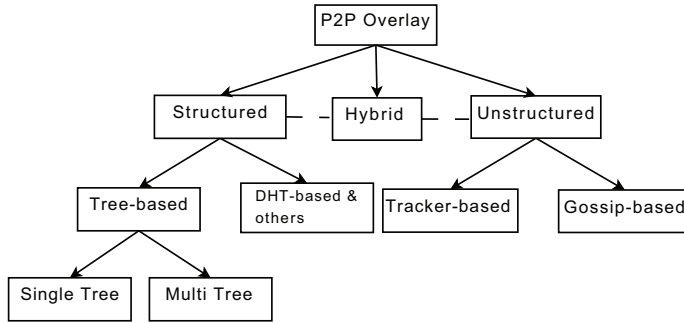 P2P Overlay
Structured
Hybrid
Unstructured
Tree-based
DHT-based &
others
Tracker-based
Gossip-based
Single Tree
Multi Tree